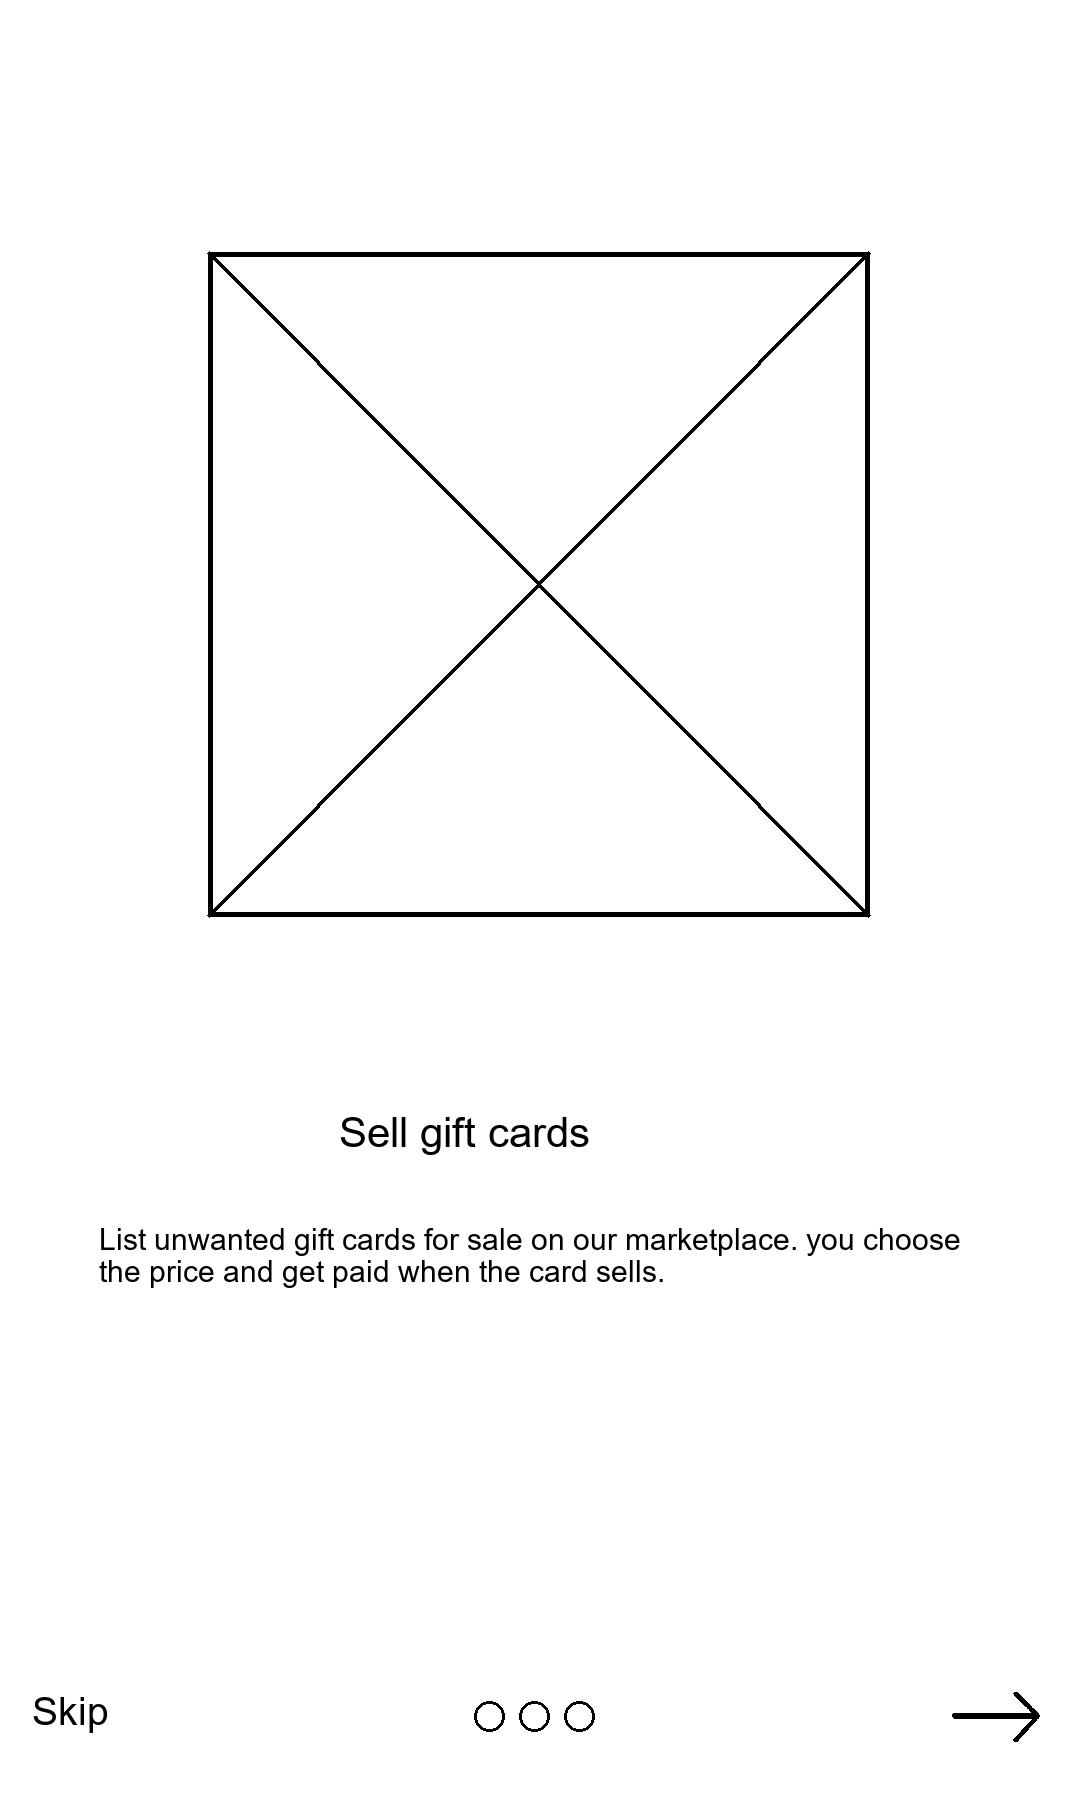 Sell gift cards
List unwanted gift cards for sale on our marketplace. you choose
the price and get paid when the card sells.
Skip